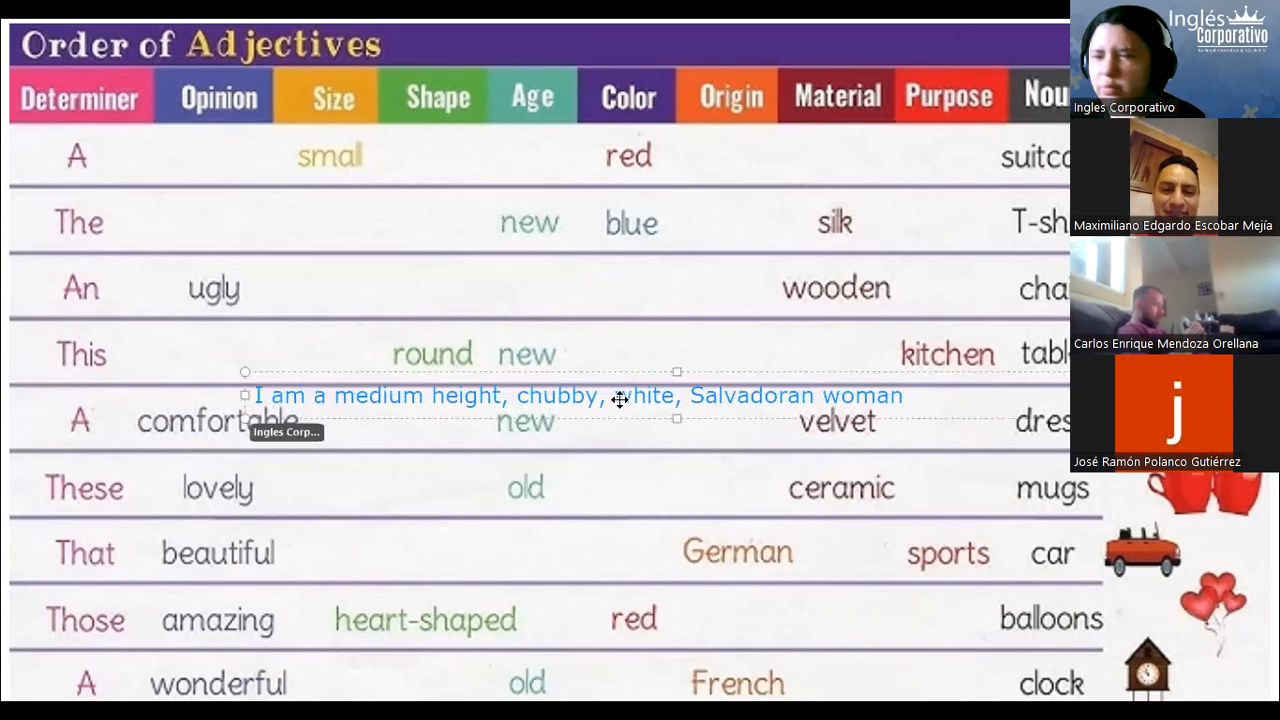 Order of Adjectives
Determiner Opinion Size Shape Age Color Origin Material Purpose
A small red
The new blue silk
An ugly wooden
This round new kitchen
I am a medium height, chubby, white, Salvadoran woman
A comfortable new velvet
Ingles Corp...
These lovely old ceramic mugs
That beautiful German sports car
Those amazing heart-shaped red balloons
A wonderful old French clock
Inglés
Corporativo
Ingles Corporativo
Maximiliano Edgardo Escobar Mejía
Carlos Enrique Mendoza Orellana
j
José Ramón Polanco Gutiérrez